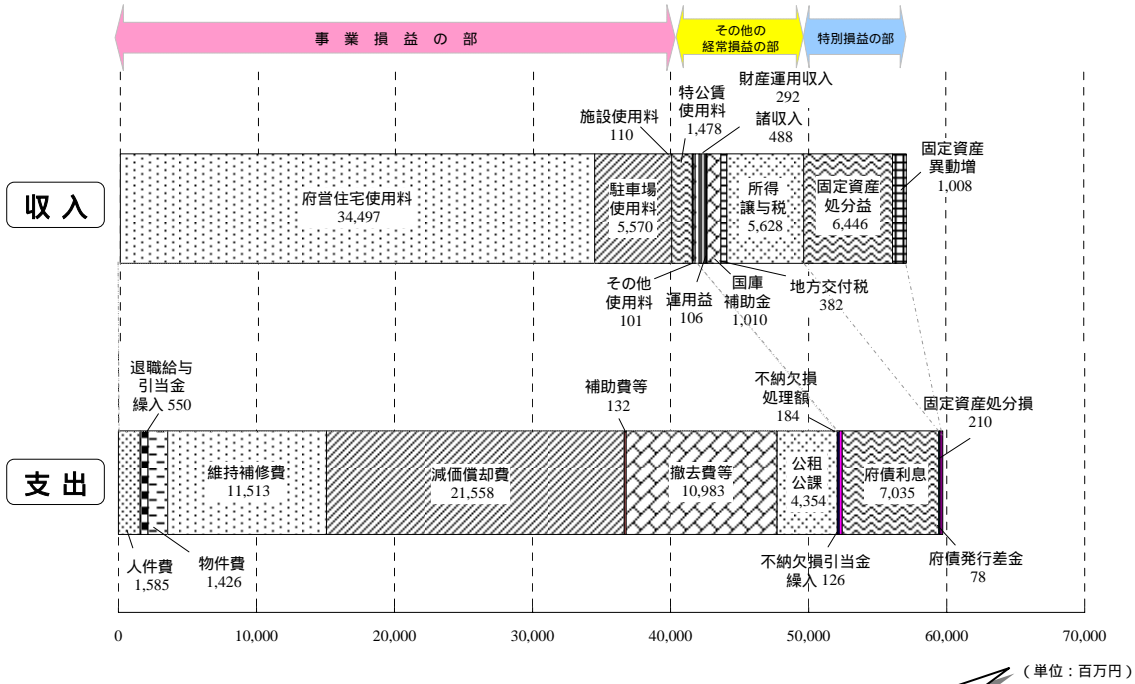 事業損益の部
その他の
経常損益の部
特別損益の部
財産運用収入
292
特公賃
使用料
1,478
諸収入
488
施設使用料
110
固定資産
異動増
1,008
収入
府営住宅使用料
34,497
駐車場
使用料
5,570
所得
譲与税
5,628
固定資産
処分益
6,446
その他
使用料
101
運用益
106
国庫
補助金
1,010
地方交付税
382
退職給与
引当金
繰入 550
補助費等
132
不納欠損
処理額
184
固定資産処分損
210
支出
維持補修費
11,513
減価償却費
21,558
撤去費等
10,983
公租
公課
4,354
府債利息
7,035
人件費
1,585
物件費
1,426
不納欠損引当金
繰入 126
府債発行差金
78
0 10,000 20,000 30,000 40,000 50,000 60,000 70,000
(単位：百万円)